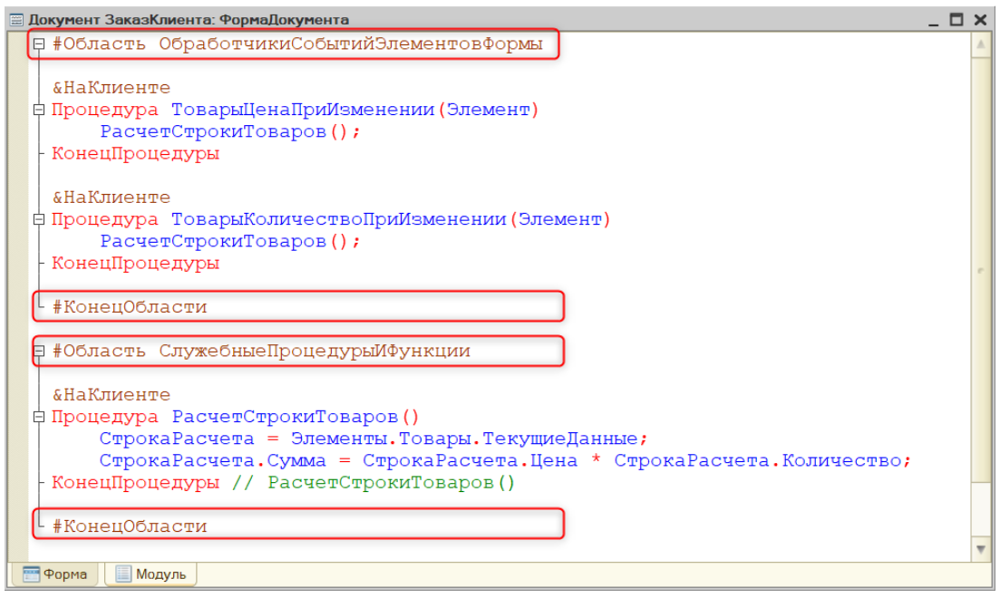 Документ ЗаказКлиента: ФормаДокумента
#Область ОбработчикиСобытийЭлементовФормы
&НаКлиенте
Процедура ТоварыЦенаПриИзменении(Элемент)
РасчетСтрокиТоваров();
КонецПроцедуры
&НаКлиенте
Процедура ТоварыКоличествоПриИзменении(Элемент)
РасчетСтрокиТоваров();
КонецПроцедуры
#КонецОбласти
#Область СлужебныеПроцедурыИФункции
&НаКлиенте
Процедура РасчетСтрокиТоваров()
СтрокаРасчета = Элементы.Товары.ТекущиеДанные;
СтрокаРасчета.Сумма = СтрокаРасчета.Цена * СтрокаРасчета.Количество;
КонецПроцедуры // РасчетСтрокиТоваров()
#КонецОбласти
Форма Модуль